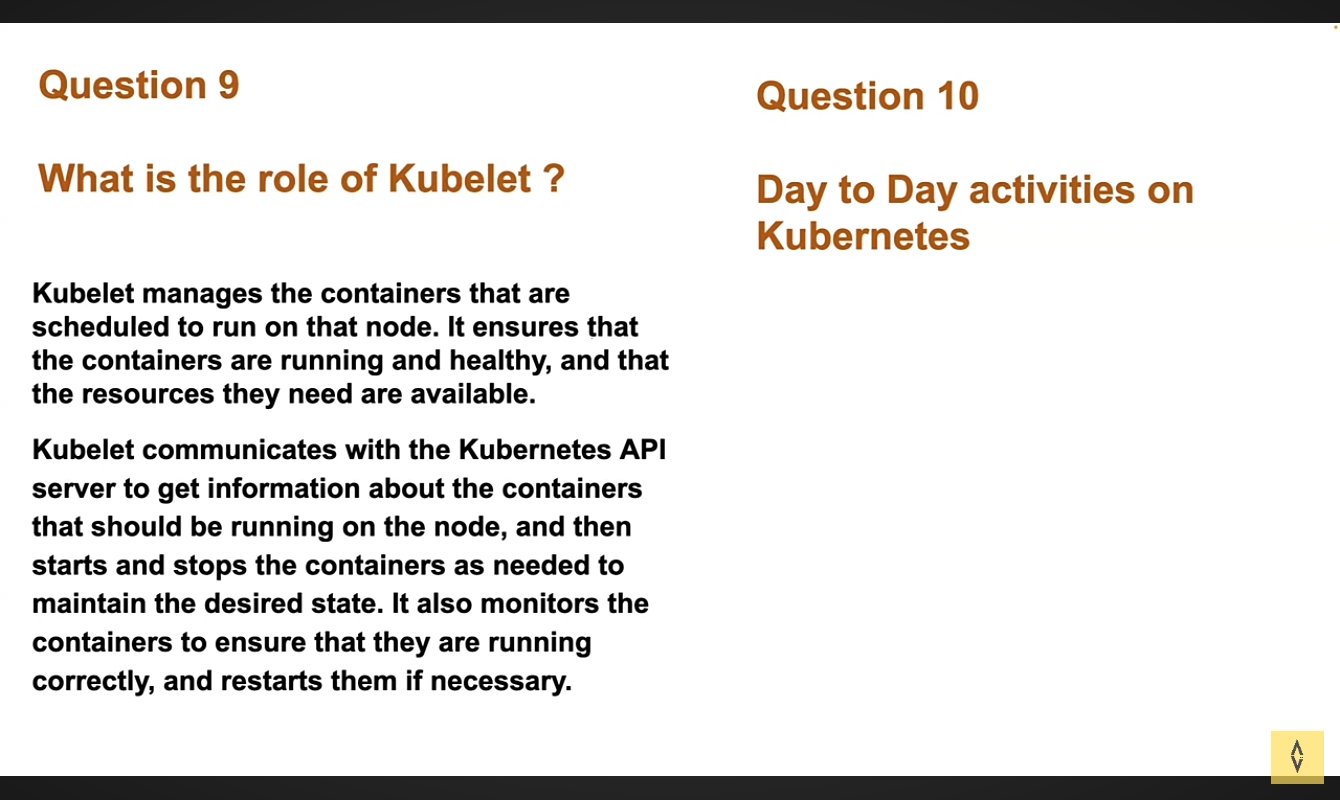 Question 9
What is the role of Kubelet ?
Kubelet manages the containers that are
scheduled to run on that node. It ensures that
the containers are running and healthy, and that
the resources they need are available.
Kubelet communicates with the Kubernetes API
server to get information about the containers
that should be running on the node, and then
starts and stops the containers as needed to
maintain the desired state. It also monitors the
containers to ensure that they are running
correctly, and restarts them if necessary.
Question 10
Day to Day activities on
Kubernetes